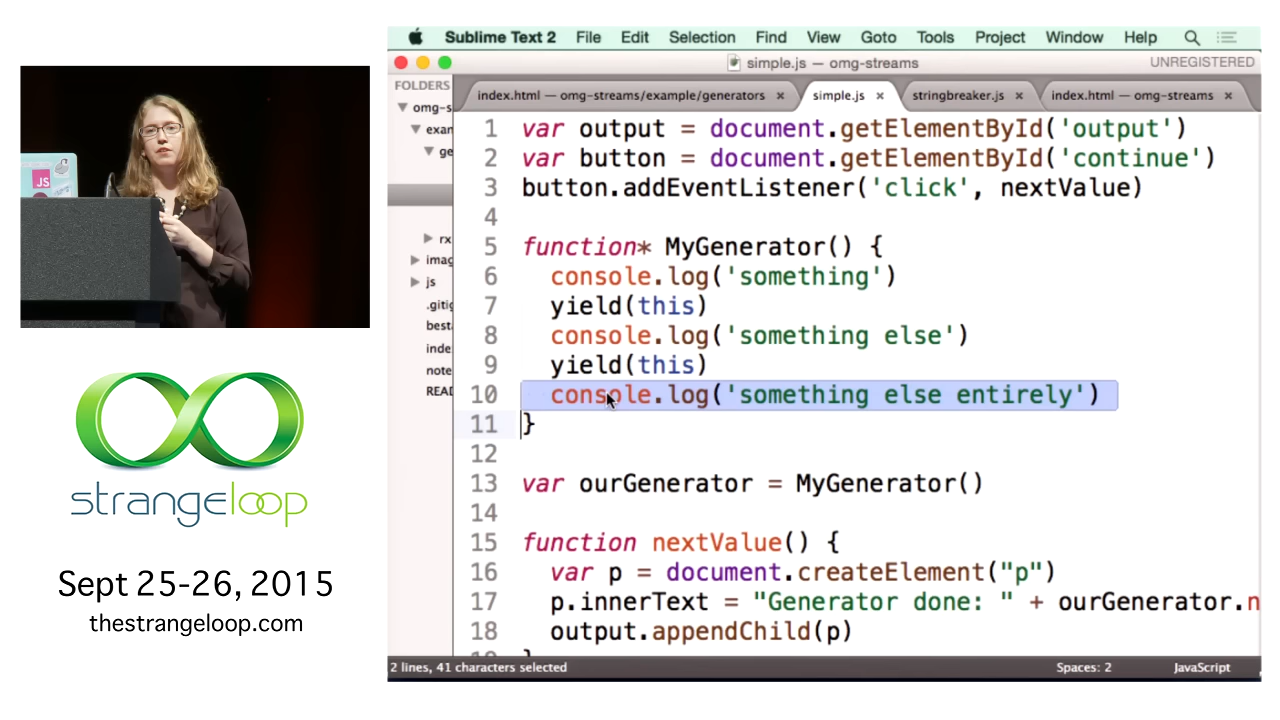 Sublime Text 2 File Edit Selection Find View Goto Tools Project Window Help
simple.js — omg-streams
UNREGISTERED
FOLDERS
index.html — omg-streams/example/generators
simple.js
stringbreaker.js
index.html — omg-streams
omg-s
exan
ge
rx
imag
js
.gitig
best
inde
note
READ
1 var output = document.getElementById('output')
2 var button = document.getElementById('continue')
3 button.addEventListener('click', nextValue)
4
5 function* MyGenerator() {
6 console.log('something')
7 yield(this)
8 console.log('something else')
9 yield(this)
10 console.log('something else entirely')
11 }
12
13 var ourGenerator = MyGenerator()
14
15 function nextValue() {
16 var p = document.createElement("p")
17 p.innerText = "Generator done: " + ourGenerator.n
18 output.appendChild(p)
19 }
2 lines, 41 characters selected
Spaces: 2
JavaScript
JS
strangeloop
Sept 25-26, 2015
thestrangeloop.com